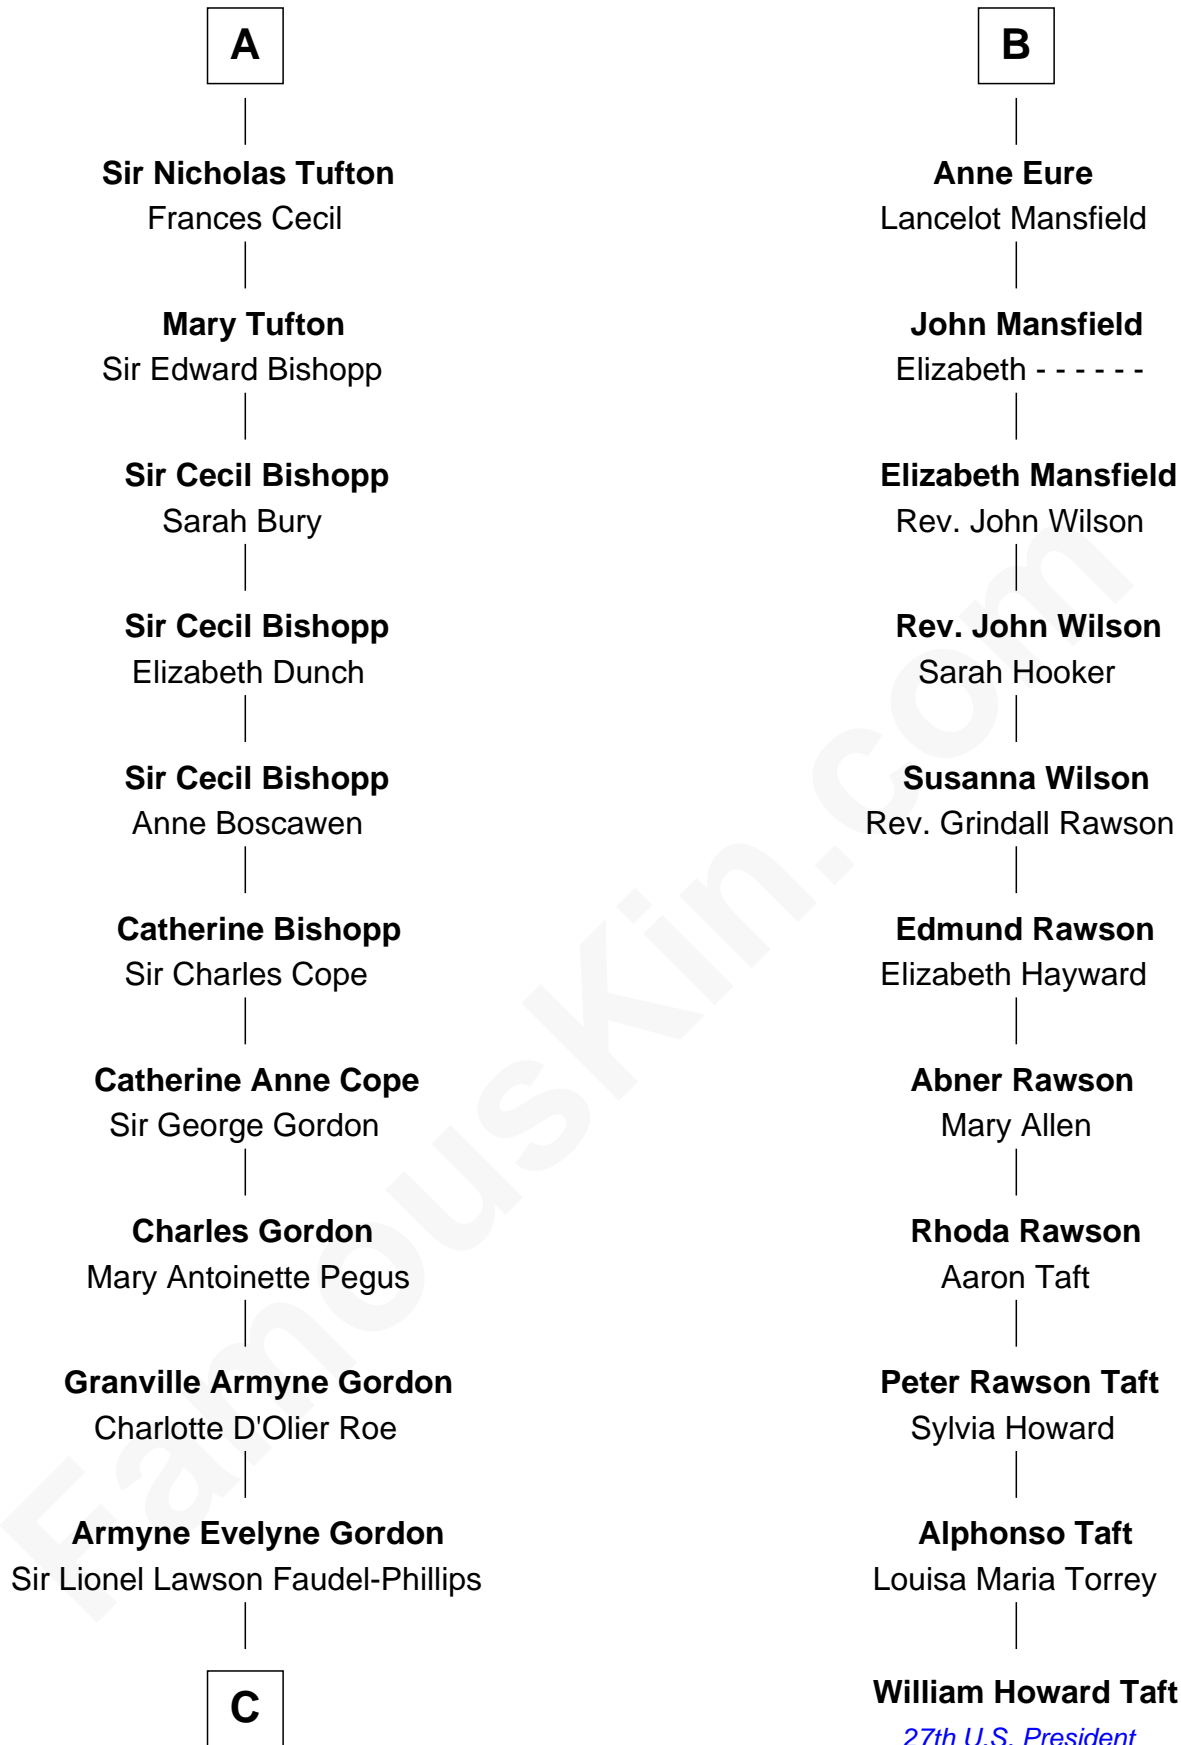 A
Sir Nicholas Tufton
Frances Cecil
Mary Tufton
Sir Edward Bishopp
Sir Cecil Bishopp
Sarah Bury
Sir Cecil Bishopp
Elizabeth Dunch
Sir Cecil Bishopp
Anne Boscawen
Catherine Bishopp
Sir Charles Cope
Catherine Anne Cope
Sir George Gordon
Charles Gordon
Mary Antoinette Pegus
Granville Armyne Gordon
Charlotte D'Olier Roe
Armyne Evelyne Gordon
Sir Lionel Lawson Faudel-Phillips
C
B
Anne Eure
Lancelot Mansfield
John Mansfield
Elizabeth - - - - - -
Elizabeth Mansfield
Rev. John Wilson
Rev. John Wilson
Sarah Hooker
Susanna Wilson
Rev. Grindall Rawson
Edmund Rawson
Elizabeth Hayward
Abner Rawson
Mary Allen
Rhoda Rawson
Aaron Taft
Peter Rawson Taft
Sylvia Howard
Alphonso Taft
Louisa Maria Torrey
William Howard Taft
27th U.S. President
FamousKin.com